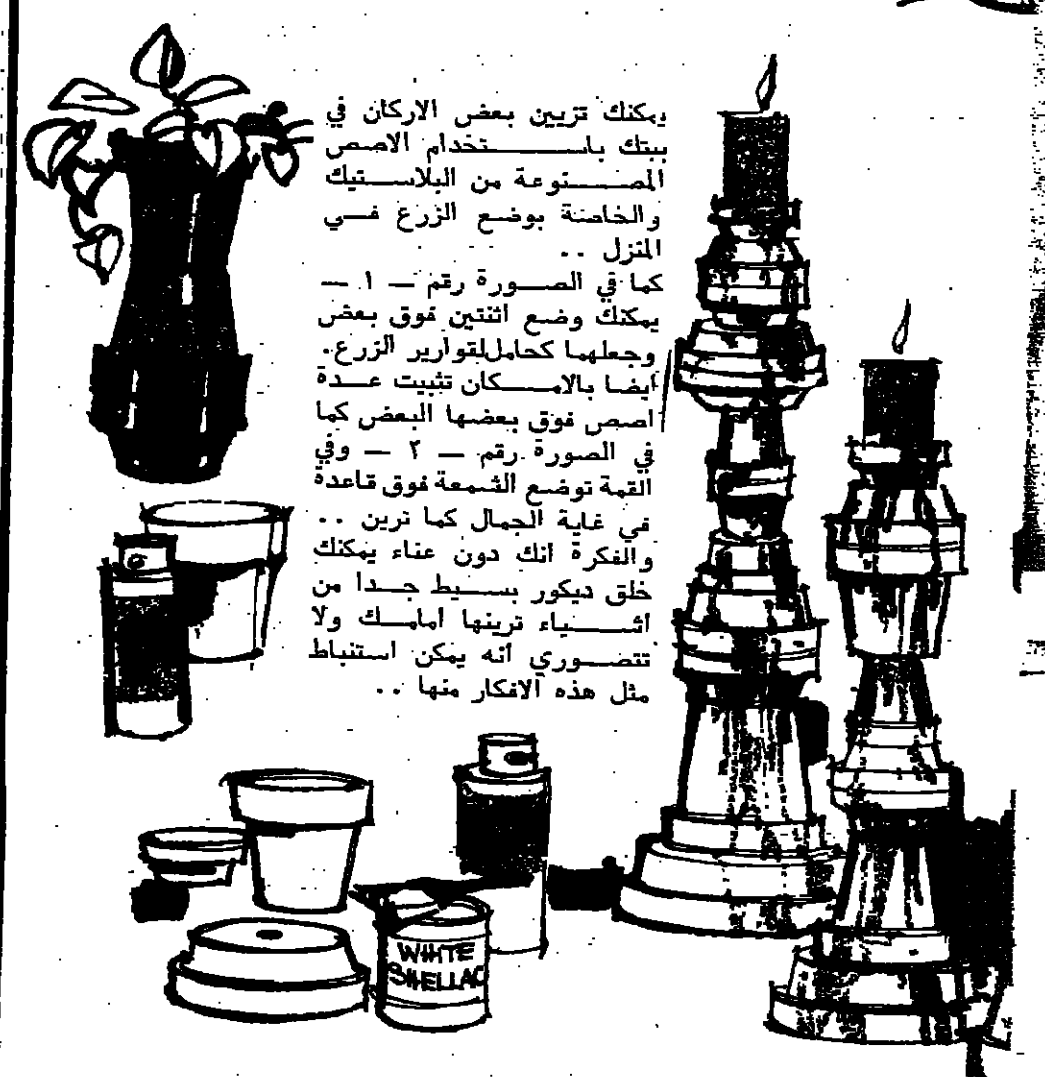 يمكنك تزيين بعض الاركان في
بيتك باستخدام الاصص
المصنوعة من البلاستيك
والخاصة بوضع الزرع في
المنزل ..
كما في الصورة رقم — ١ —
يمكنك وضع اثنتين فوق بعض
وجعلهما كحامل لقوارير الزرع.
ايضا بالامكان تثبيت عدة
اصص فوق بعضها البعض كما
في الصورة رقم — ٢ — وفي
القمة توضع الشمعة فوق قاعدة
في غاية الجمال كما ترين ..
والفكرة انك دون عناء يمكنك
خلق ديكور بسيط جدا من
اشياء ترينها امامك ولا
تتصوري انه يمكن استنباط
مثل هذه الافكار منها ..
WHITE
SHELLAC